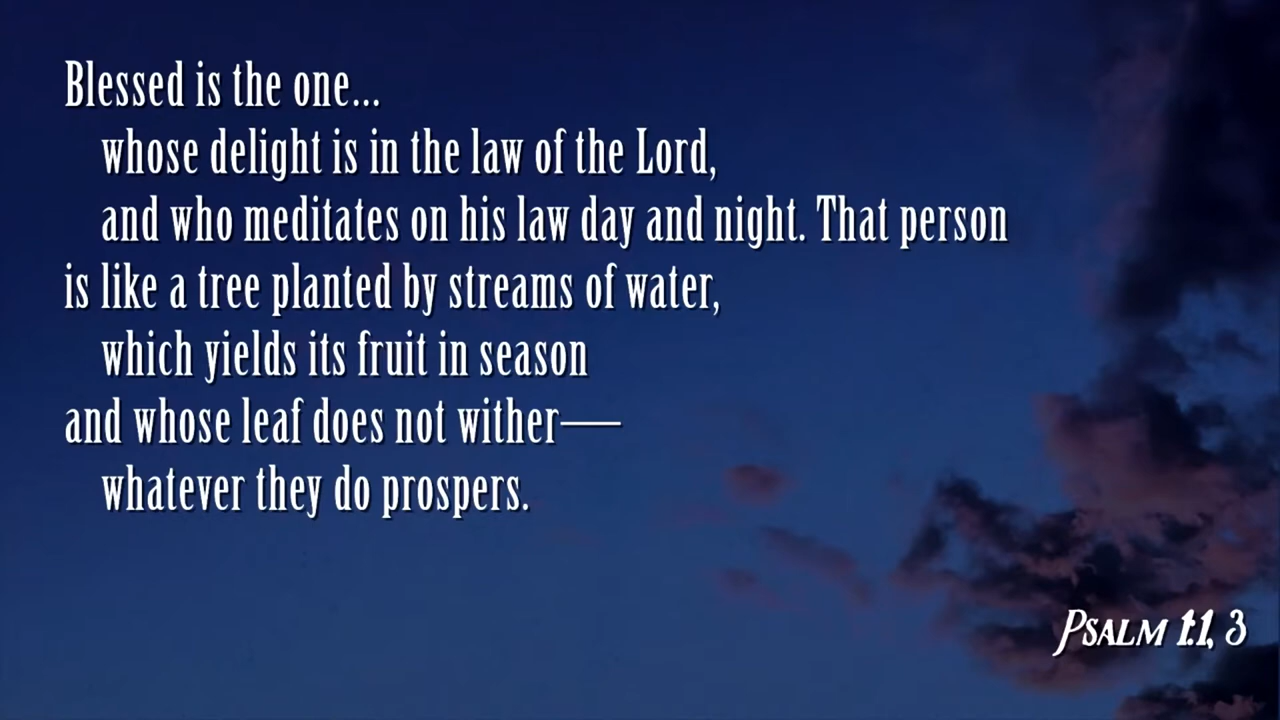 Blessed is the one...
whose delight is in the law of the Lord,
and who meditates on his law day and night. That person
is like a tree planted by streams of water,
which yields its fruit in season
and whose leaf does not wither—
whatever they do prospers.
Psalm 1:1, 3